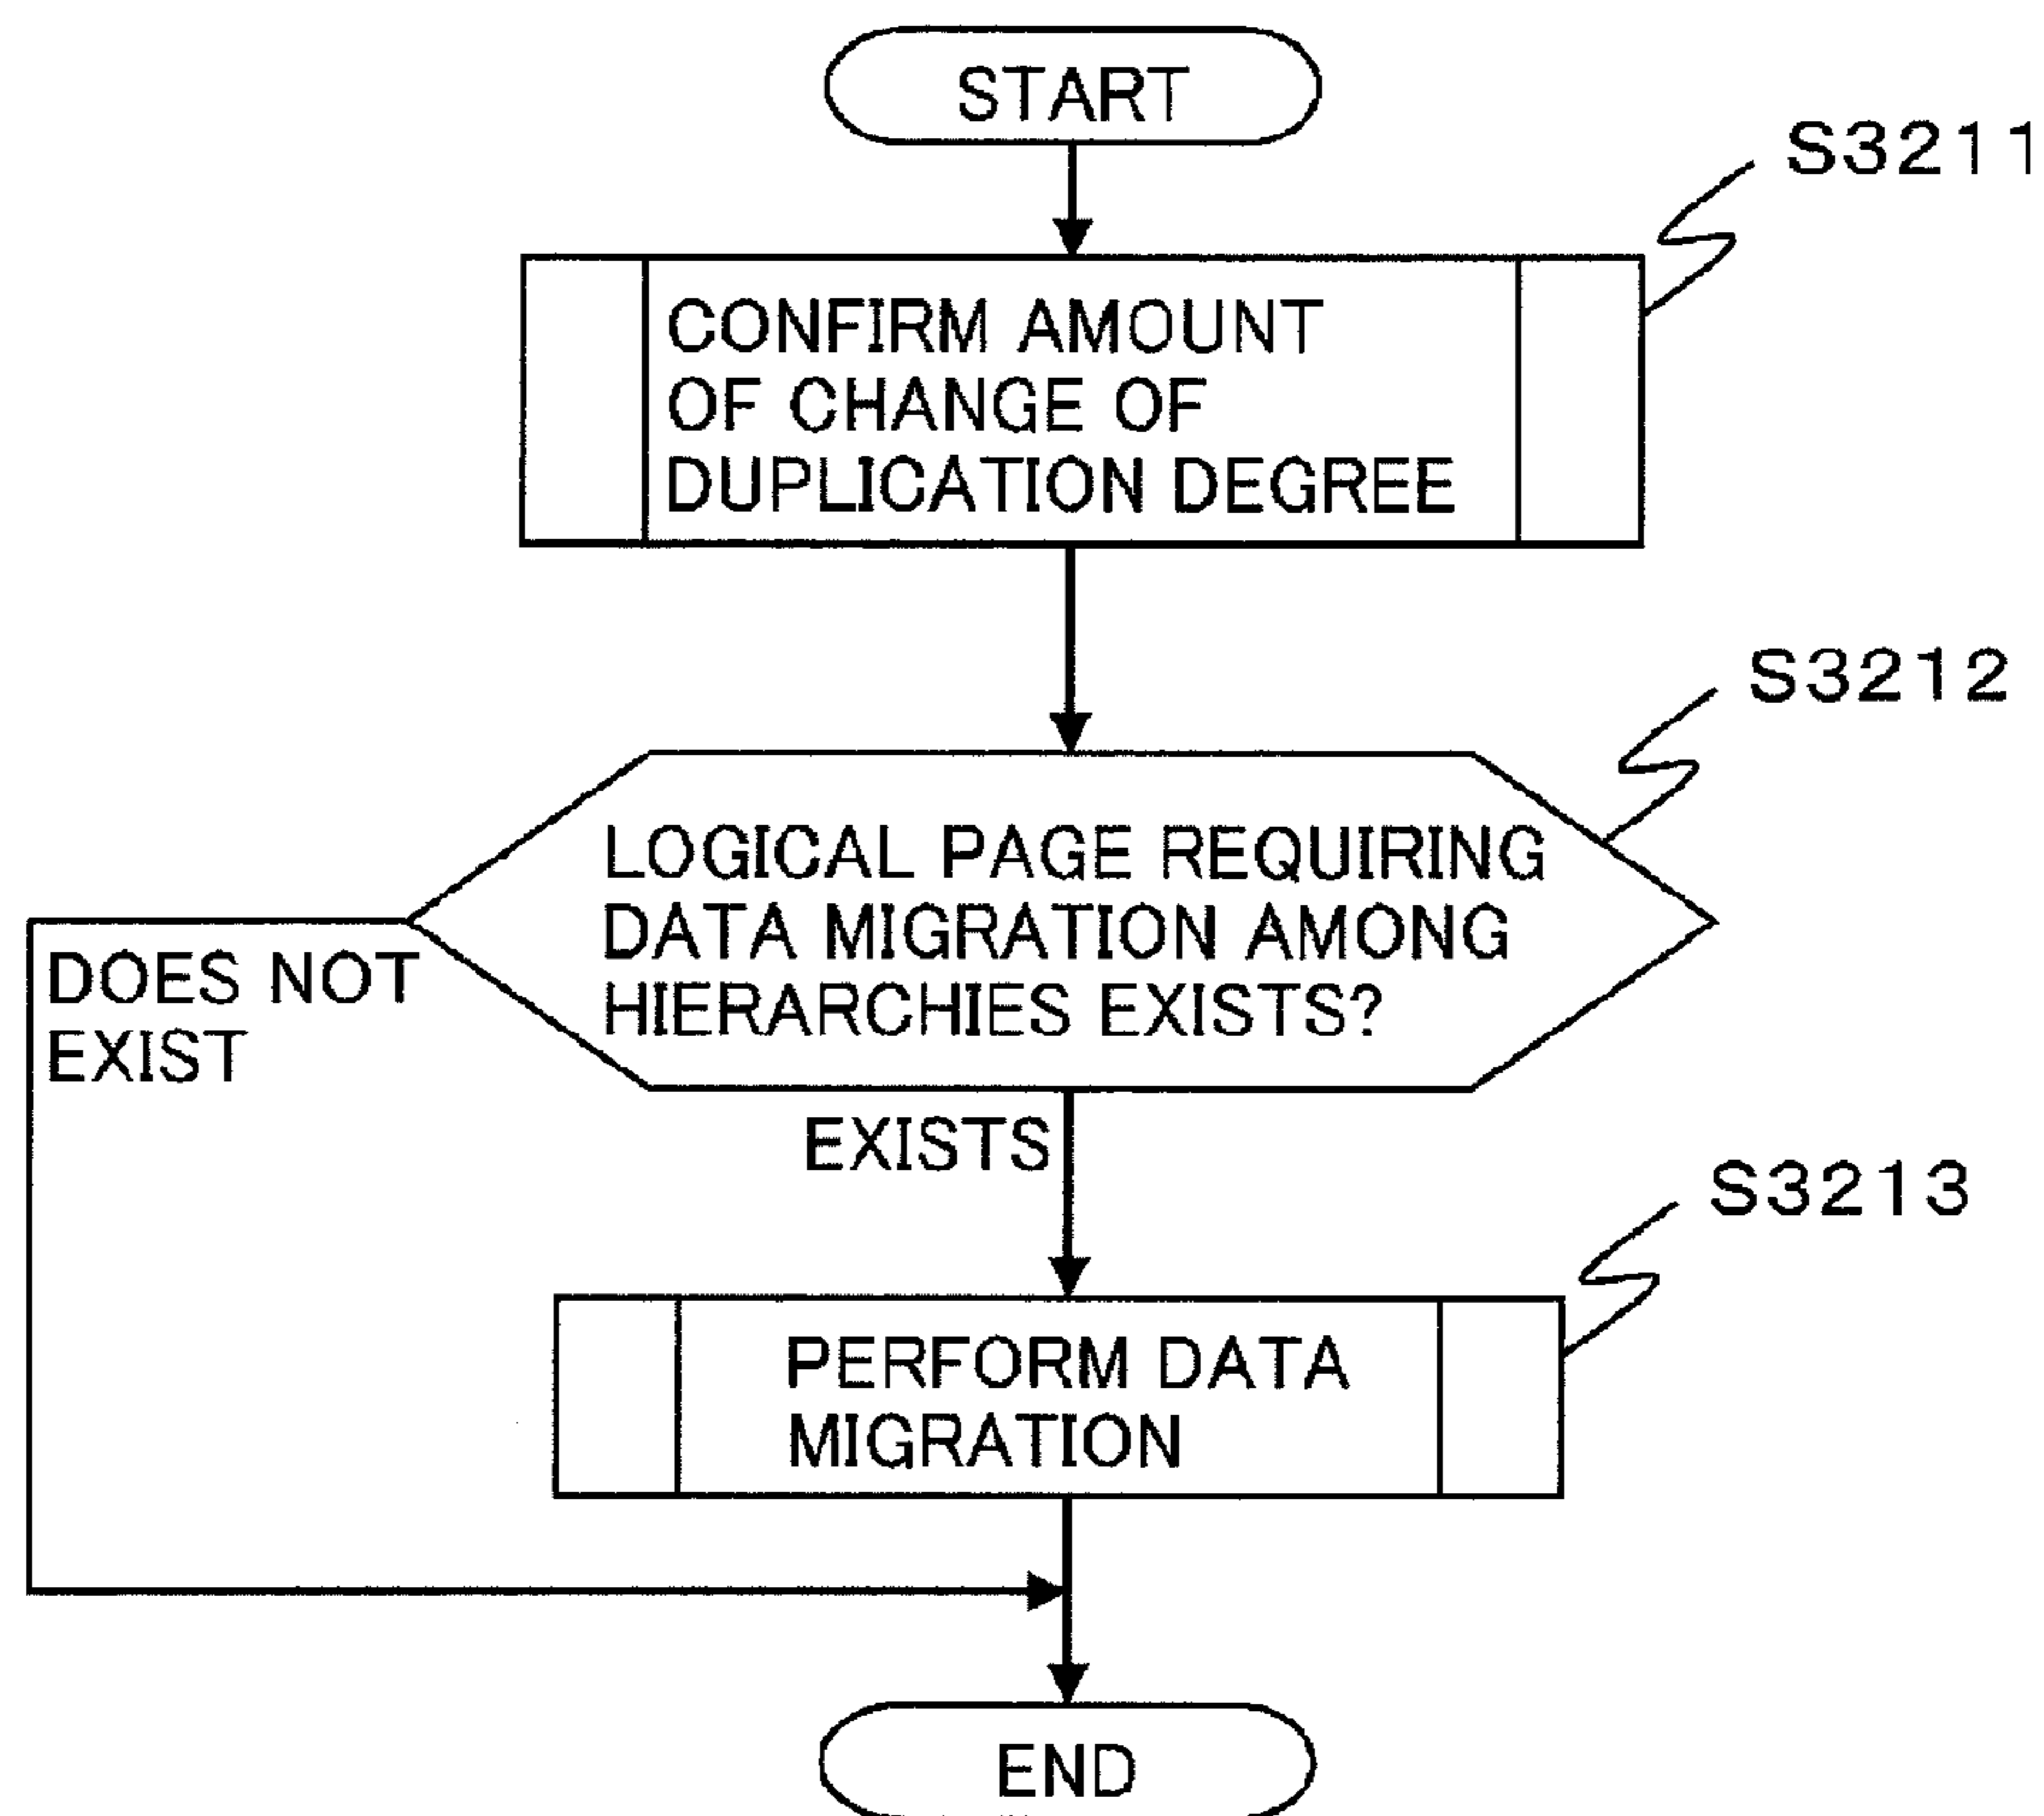 START
S3211
CONFIRM AMOUNT
OF CHANGE OF
DUPLICATION DEGREE
S3212
LOGICAL PAGE REQUIRING
DATA MIGRATION AMONG
HIERARCHIES EXISTS?
DOES NOT
EXIST
EXISTS
S3213
PERFORM DATA
MIGRATION
END